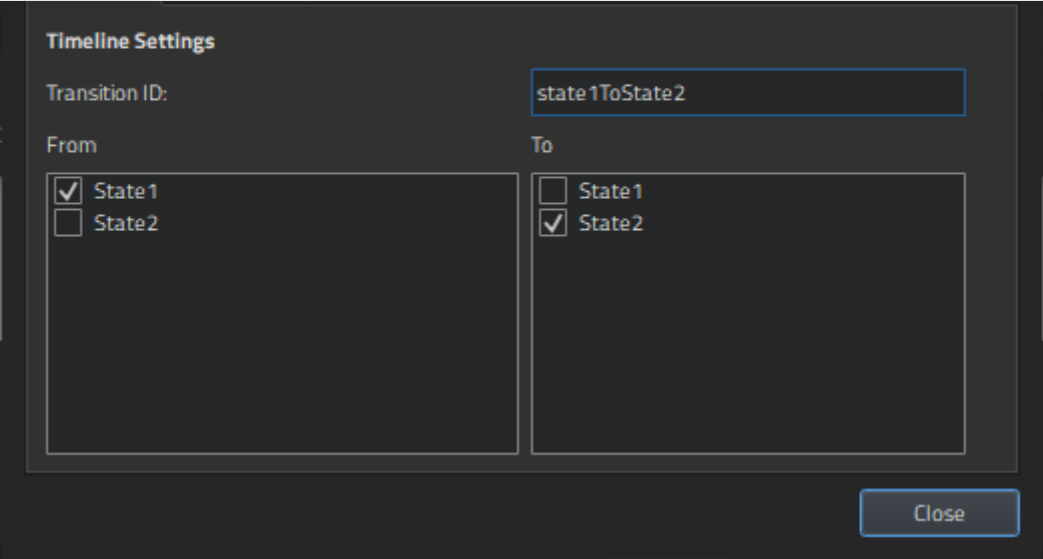 Timeline Settings
Transition ID: state1ToState2
From To
State1 State1
State2 State2
Close